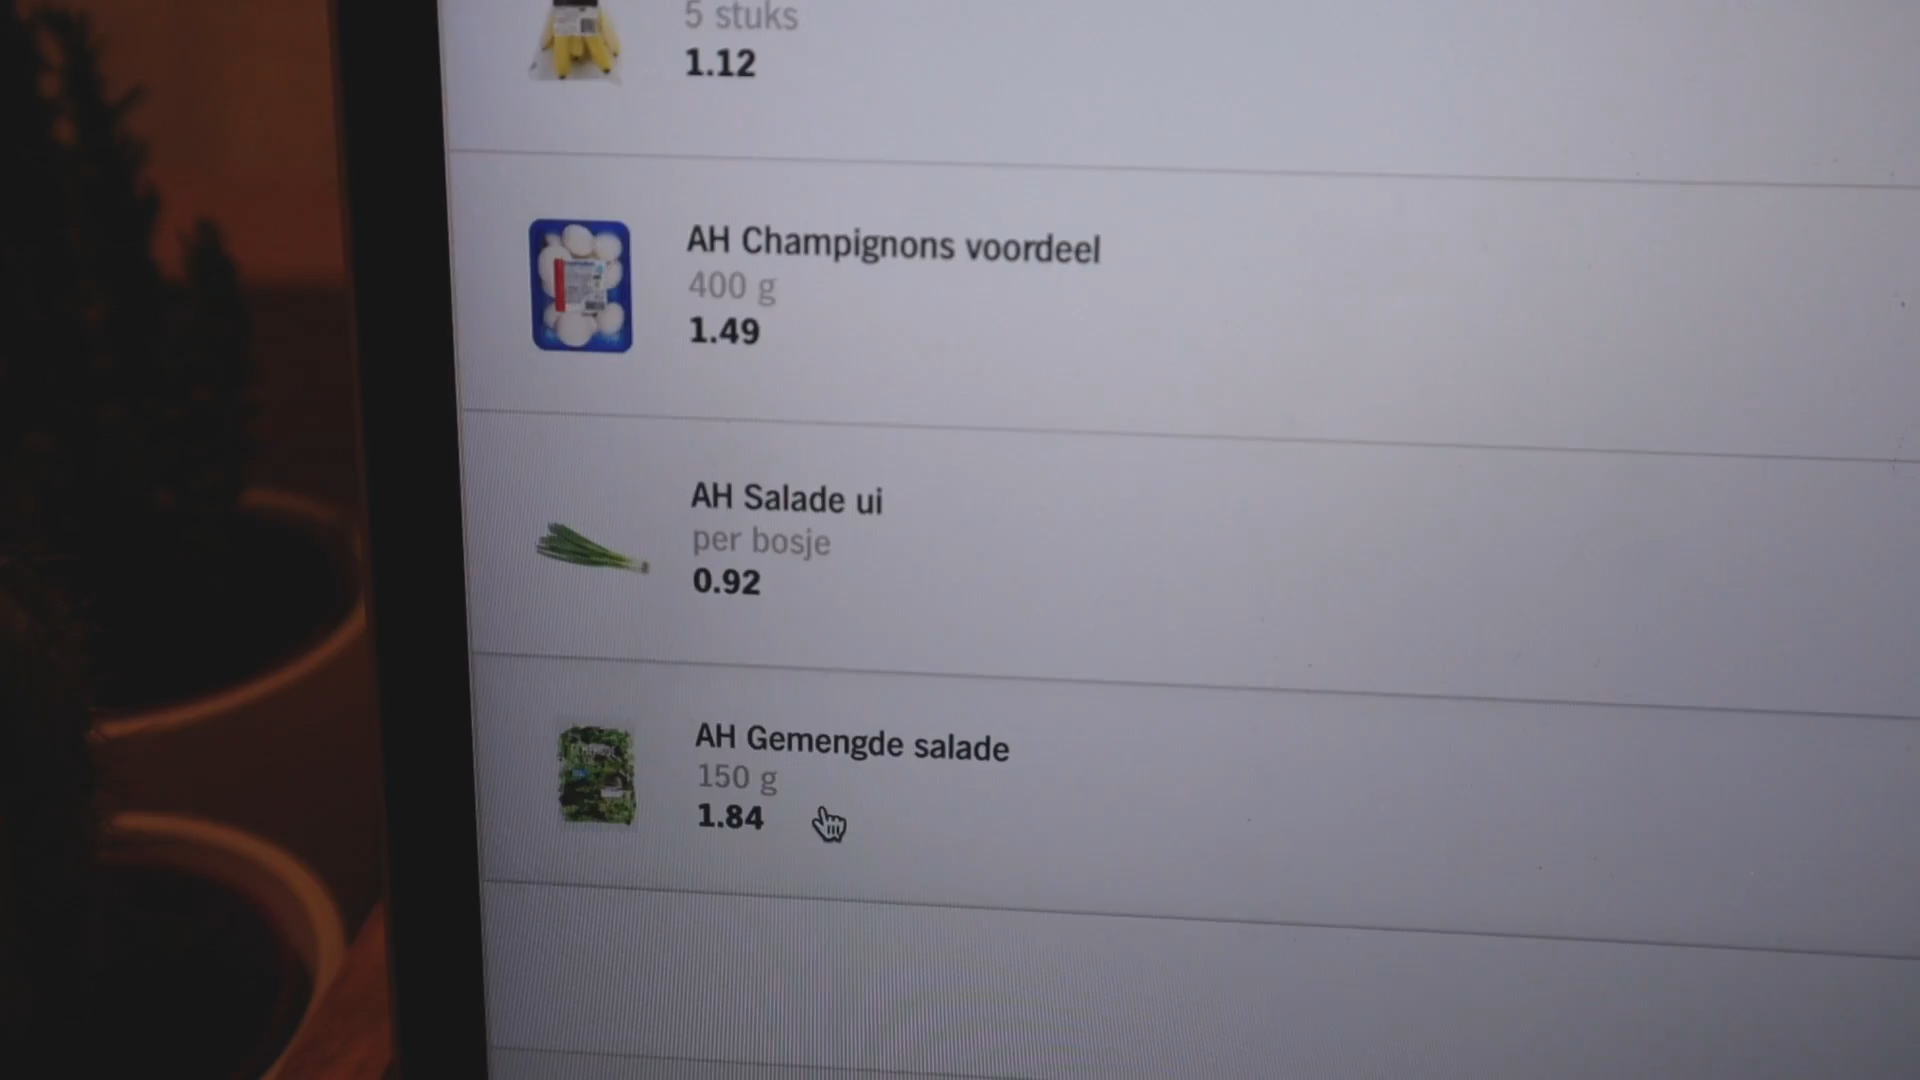 5 stuks
1.12
AH Champignons voordeel
400 g
1.49
AH Salade ui
per bosje
0.92
AH Gemengde salade
150 g
1.84